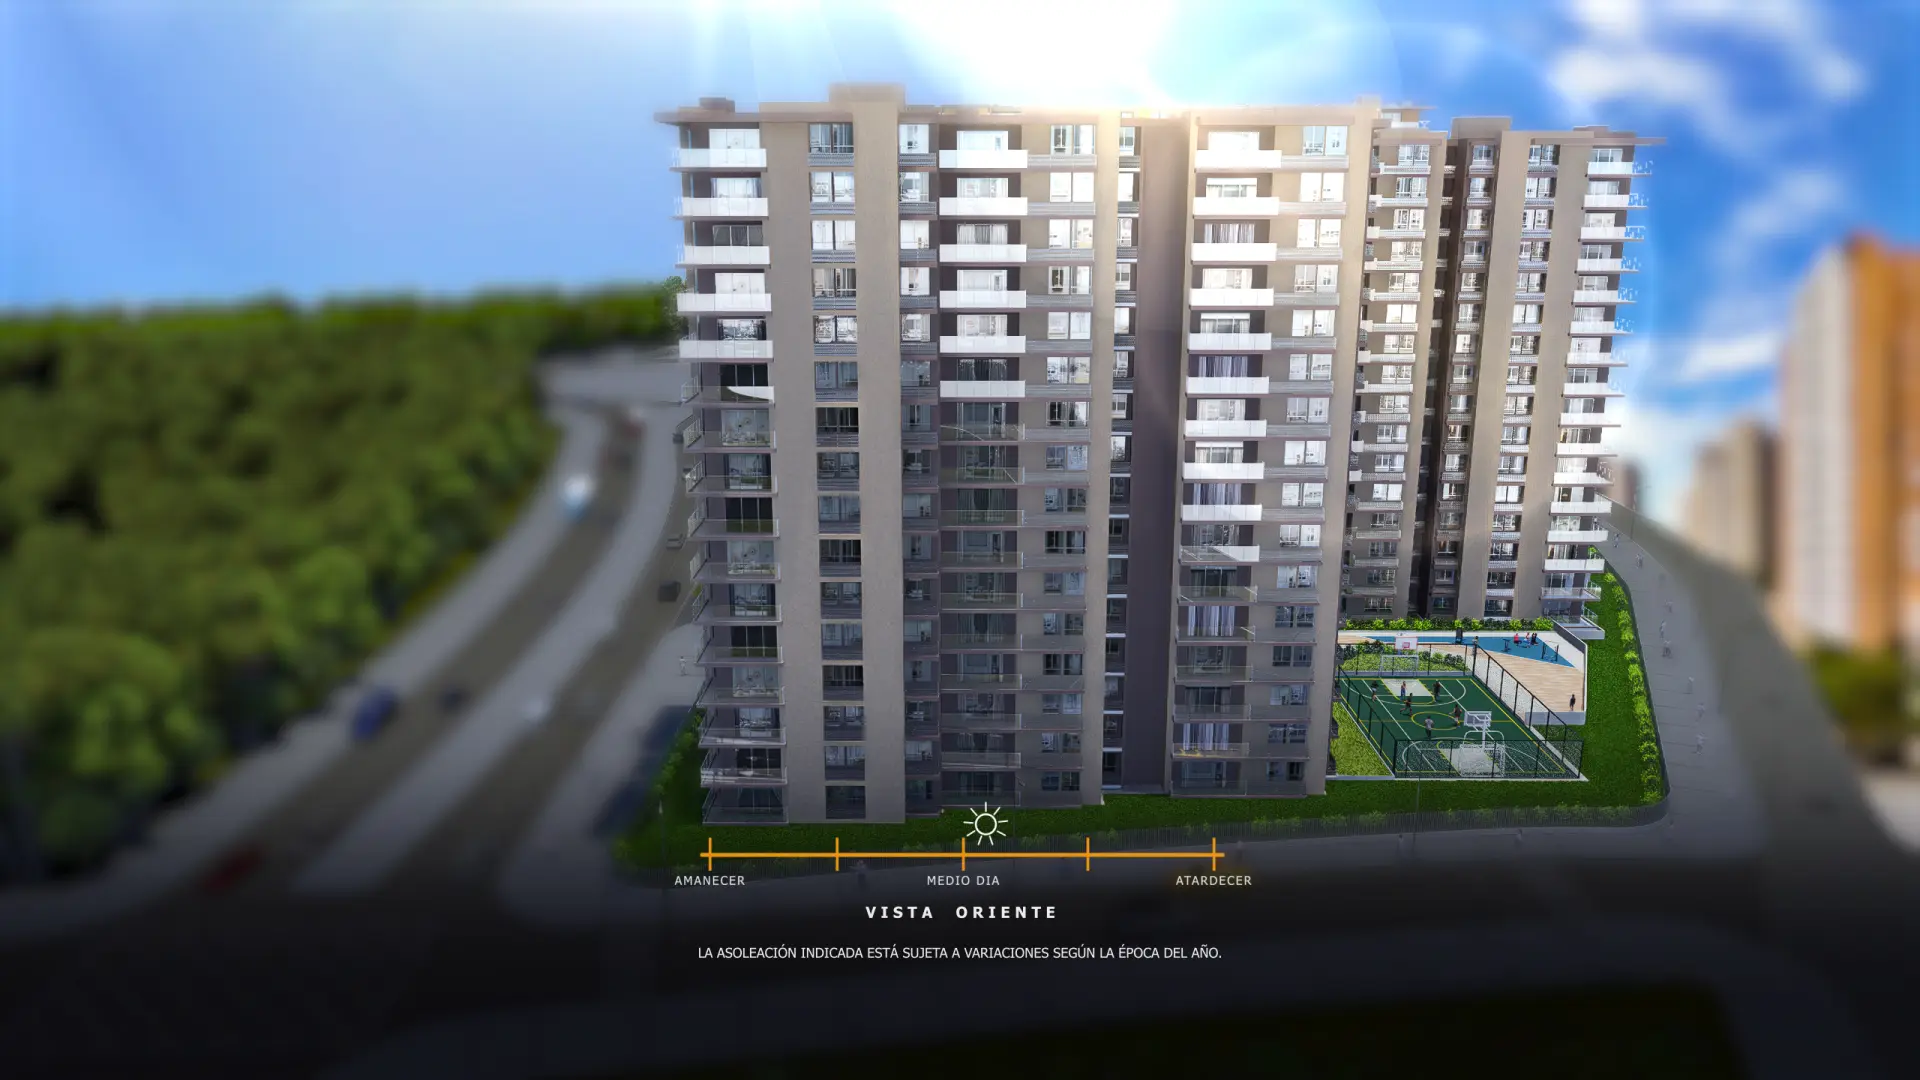 AMANECER MEDIO DIA ATARDECER
VISTA ORIENTE
LA ASOLEACIÓN INDICADA ESTÁ SUJETA A VARIACIONES SEGÚN LA ÉPOCA DEL AÑO.